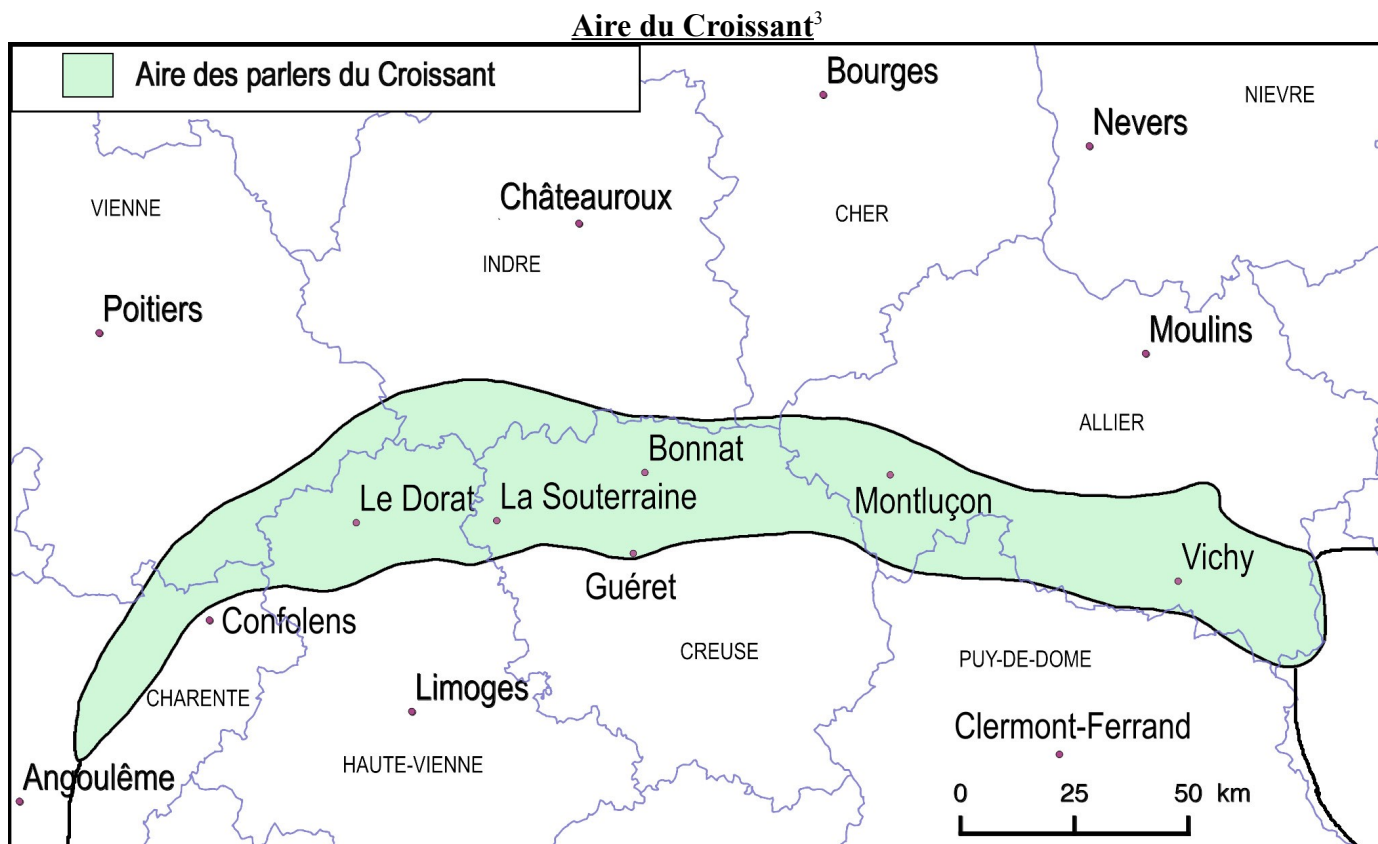 Aire du Croissant³
Aire des parlers du Croissant
Bourges
NIEVRE
Nevers
Châteauroux
VIENNE
CHER
INDRE
Poitiers
Moulins
ALLIER
Bonnat
Le Dorat
La Souterraine
Montluçon
Vichy
Guéret
Confolens
CREUSE
PUY-DE-DOME
CHARENTE
Limoges
Clermont-Ferrand
HAUTE-VIENNE
Angoulême
0 25 50 km